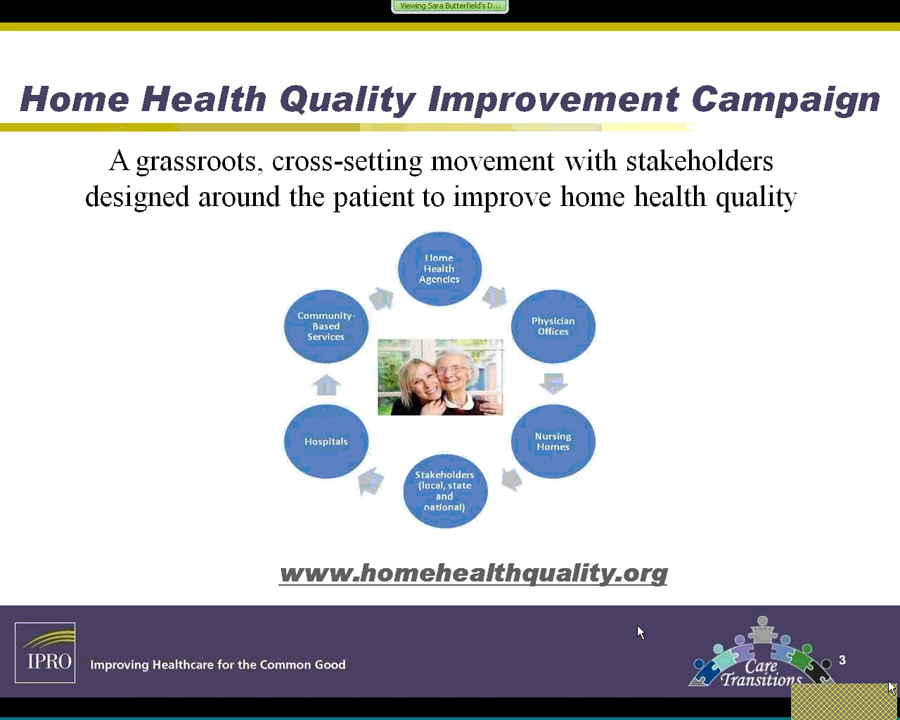 Viewing Sara Butterfield's D...
Home Health Quality Improvement Campaign
A grassroots, cross-setting movement with stakeholders
designed around the patient to improve home health quality
Home
Health
Agencies
Physician
Offices
Nursing
Homes
Stakeholders
(local, state
and
national)
Hospitals
Community-
Based
Services
www.homehealthquality.org
IPRO
Improving Healthcare for the Common Good
Care
Transitions
3